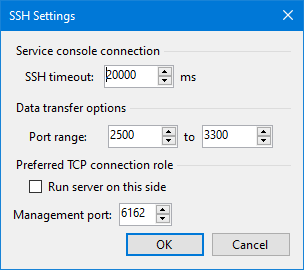 SSH Settings
Service console connection
SSH timeout: 20000 ms
Data transfer options
Port range: 2500 to 3300
Preferred TCP connection role
Run server on this side
Management port: 6162
OK Cancel